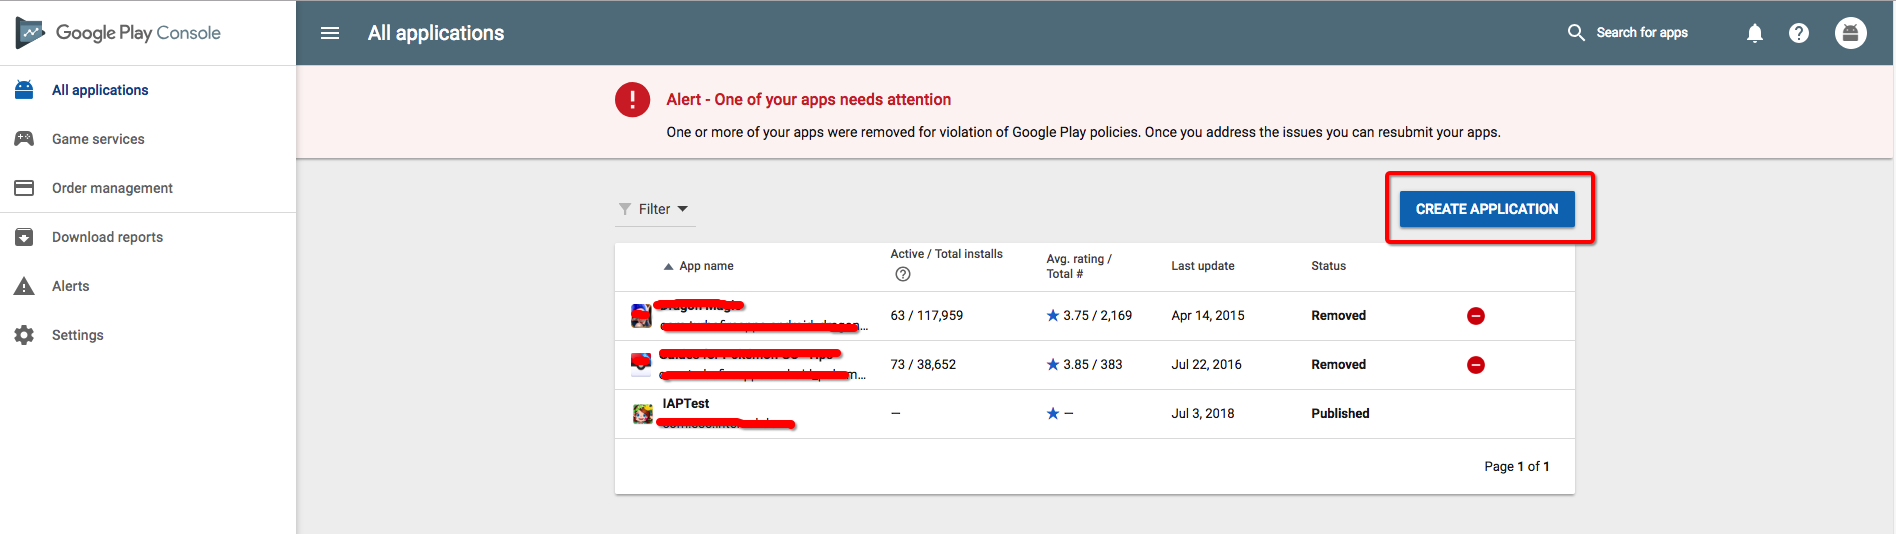 Google Play Console
All applications
Search for apps
All applications
Game services
Order management
Download reports
Alerts
Settings
Alert - One of your apps needs attention
One or more of your apps were removed for violation of Google Play policies. Once you address the issues you can resubmit your apps.
Filter
CREATE APPLICATION
App name
Active / Total installs
Avg. rating /
Total #
Last update
Status
63 / 117,959
3.75 / 2,169
Apr 14, 2015
Removed
73 / 38,652
3.85 / 383
Jul 22, 2016
Removed
IAPTest
–
–
Jul 3, 2018
Published
Page 1 of 1